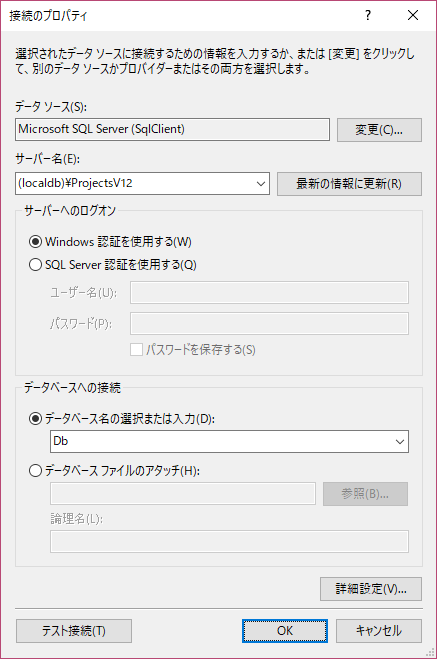 接続のプロパティ
選択されたデータ ソースに接続するための情報を入力するか、または [変更] をクリックし
て、別のデータ ソースかプロバイダーまたはその両方を選択します。
データ ソース(S):
Microsoft SQL Server (SqlClient)
変更(C)...
サーバー名(E):
(localdb)¥ProjectsV12
最新の情報に更新(R)
サーバーへのログオン
Windows 認証を使用する(W)
SQL Server 認証を使用する(Q)
ユーザー名(U):
パスワード(P):
パスワードを保存する(S)
データベースへの接続
データベース名の選択または入力(D):
Db
データベース ファイルのアタッチ(H):
参照(B)...
論理名(L):
詳細設定(V)...
テスト接続(T)
OK
キャンセル